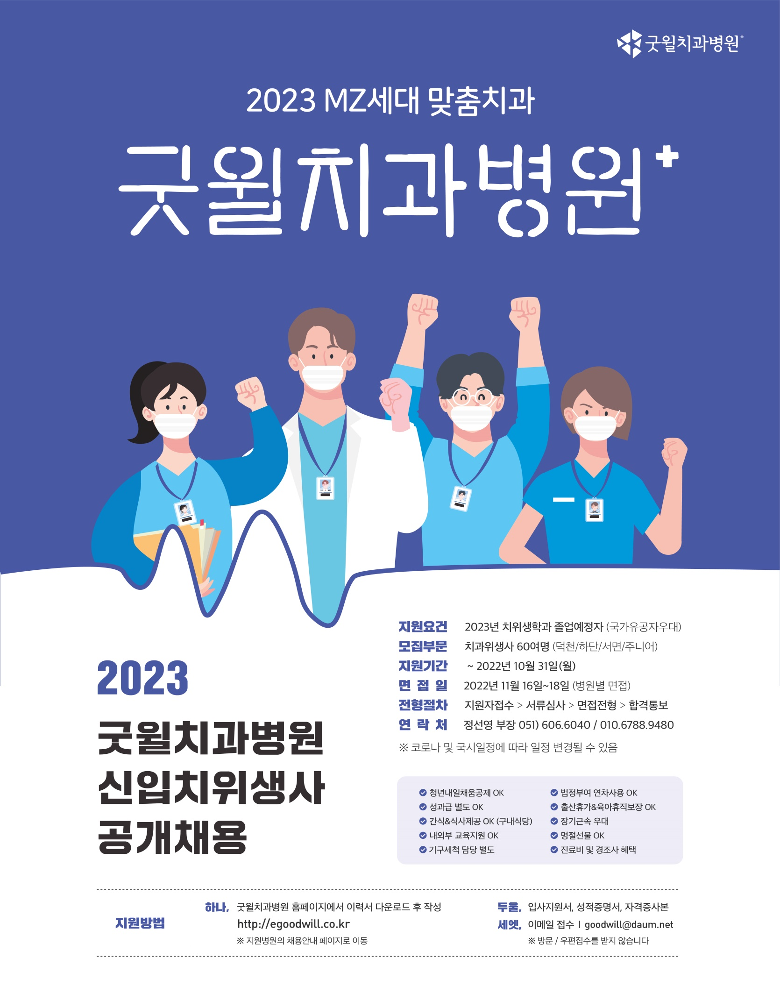 굿윌치과병원®
2023 MZ세대 맞춤치과
굿윌치과병원+
2023
굿윌치과병원
신입치위생사
공개채용
지원요건 2023년 치위생학과 졸업예정자 (국가유공자우대)
모집부문 치과위생사 60여명 (덕천/하단/서면/주니어)
지원기간 ~ 2022년 10월 31일(월)
면 접 일 2022년 11월 16일~18일 (병원별 면접)
전형절차 지원자접수 > 서류심사 > 면접전형 > 합격통보
연 락 처 정선영 부장 051) 606.6040 / 010.6788.9480
※ 코로나 및 국시일정에 따라 일정 변경될 수 있음
청년내일채움공제 OK
성과급 별도 OK
간식&식사제공 OK (구내식당)
내외부 교육지원 OK
기구세척 담당 별도
법정부여 연차사용 OK
출산휴가&육아휴직보장 OK
장기근속 우대
명절선물 OK
진료비 및 경조사 혜택
지원방법
하나, 굿윌치과병원 홈페이지에서 이력서 다운로드 후 작성
http://egoodwill.co.kr
※ 지원병원의 채용안내 페이지로 이동
두울, 입사지원서, 성적증명서, 자격증사본
세엣, 이메일 접수 | goodwill@daum.net
※ 방문 / 우편접수를 받지 않습니다